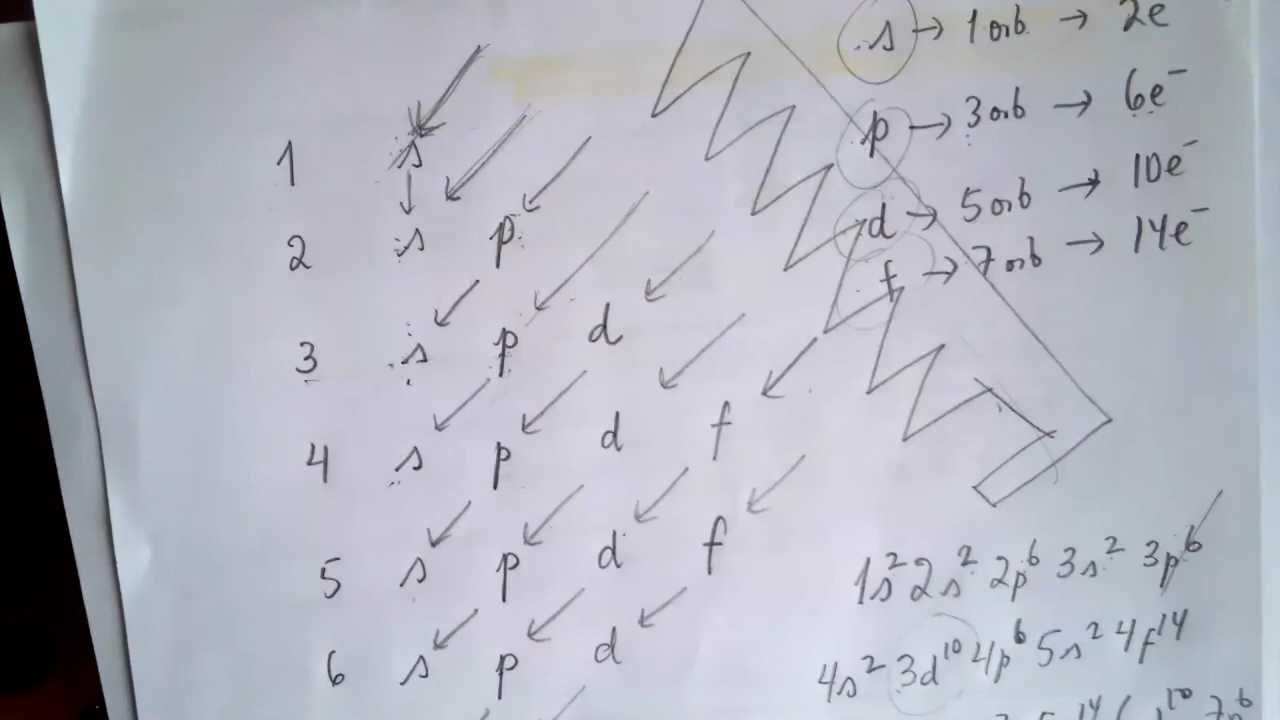 s → 1 orb → 2e
p → 3 orb → 6e⁻
d → 5 orb → 10e⁻
f → 7 orb → 14e⁻
1 s
2 s p
3 s p d
4 s p d f
5 s p d f
6 s p d
1s² 2s² 2p⁶ 3s² 3p⁶
4s² 3d¹⁰ 4p⁶ 5s² 4f¹⁴